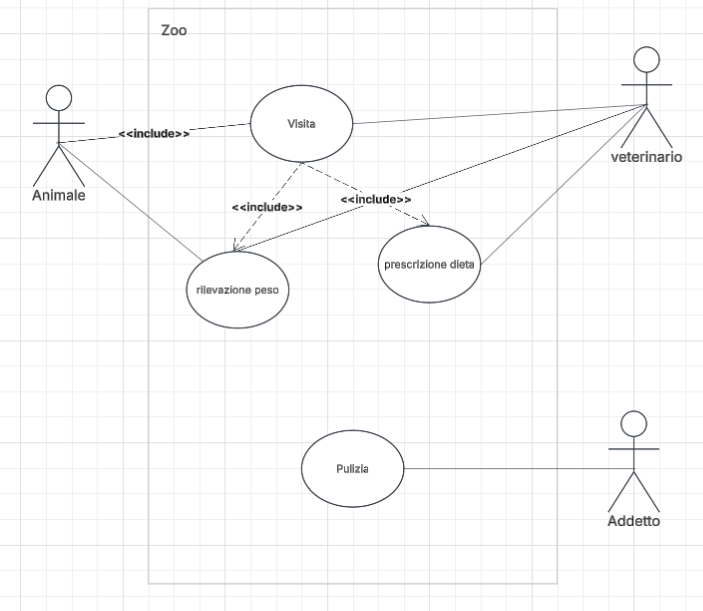 Zoo
Visita
<<include>>
veterinario
Animale
<<include>>
<<include>>
prescrizione dieta
rilevazione peso
Pulizia
Addetto